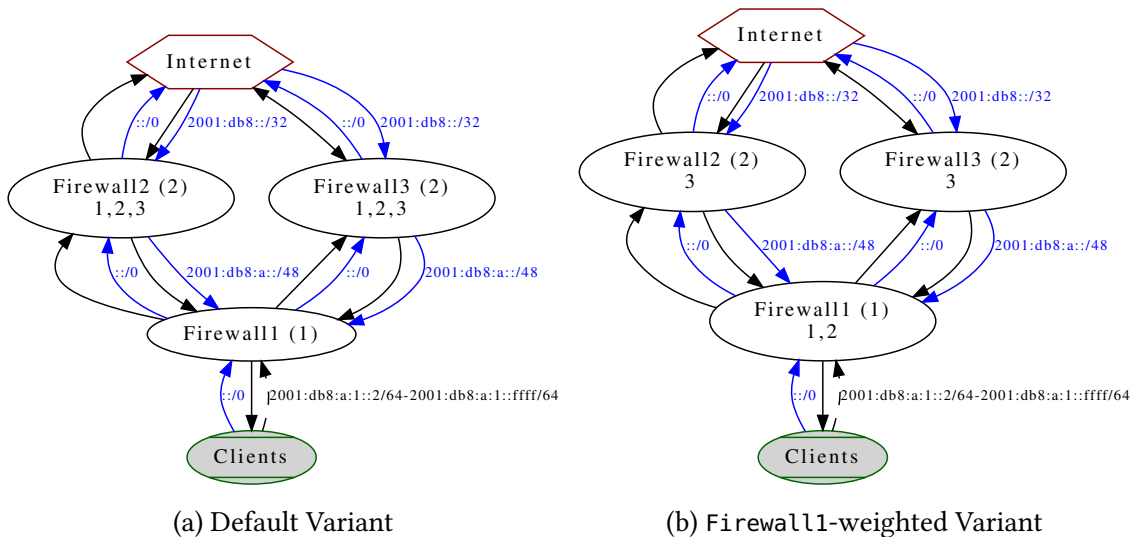 Internet
::/0
2001:db8::/32
::/0
2001:db8::/32
Firewall2 (2)
1,2,3
Firewall3 (2)
1,2,3
::/0
2001:db8:a::/48
::/0
2001:db8:a::/48
Firewall1 (1)
::/0
2001:db8:a:1::2/64-2001:db8:a:1::ffff/64
Clients
(a) Default Variant
Internet
::/0
2001:db8::/32
::/0
2001:db8::/32
Firewall2 (2)
3
Firewall3 (2)
3
::/0
2001:db8:a::/48
::/0
2001:db8:a::/48
Firewall1 (1)
1,2
::/0
2001:db8:a:1::2/64-2001:db8:a:1::ffff/64
Clients
(b) Firewall1-weighted Variant